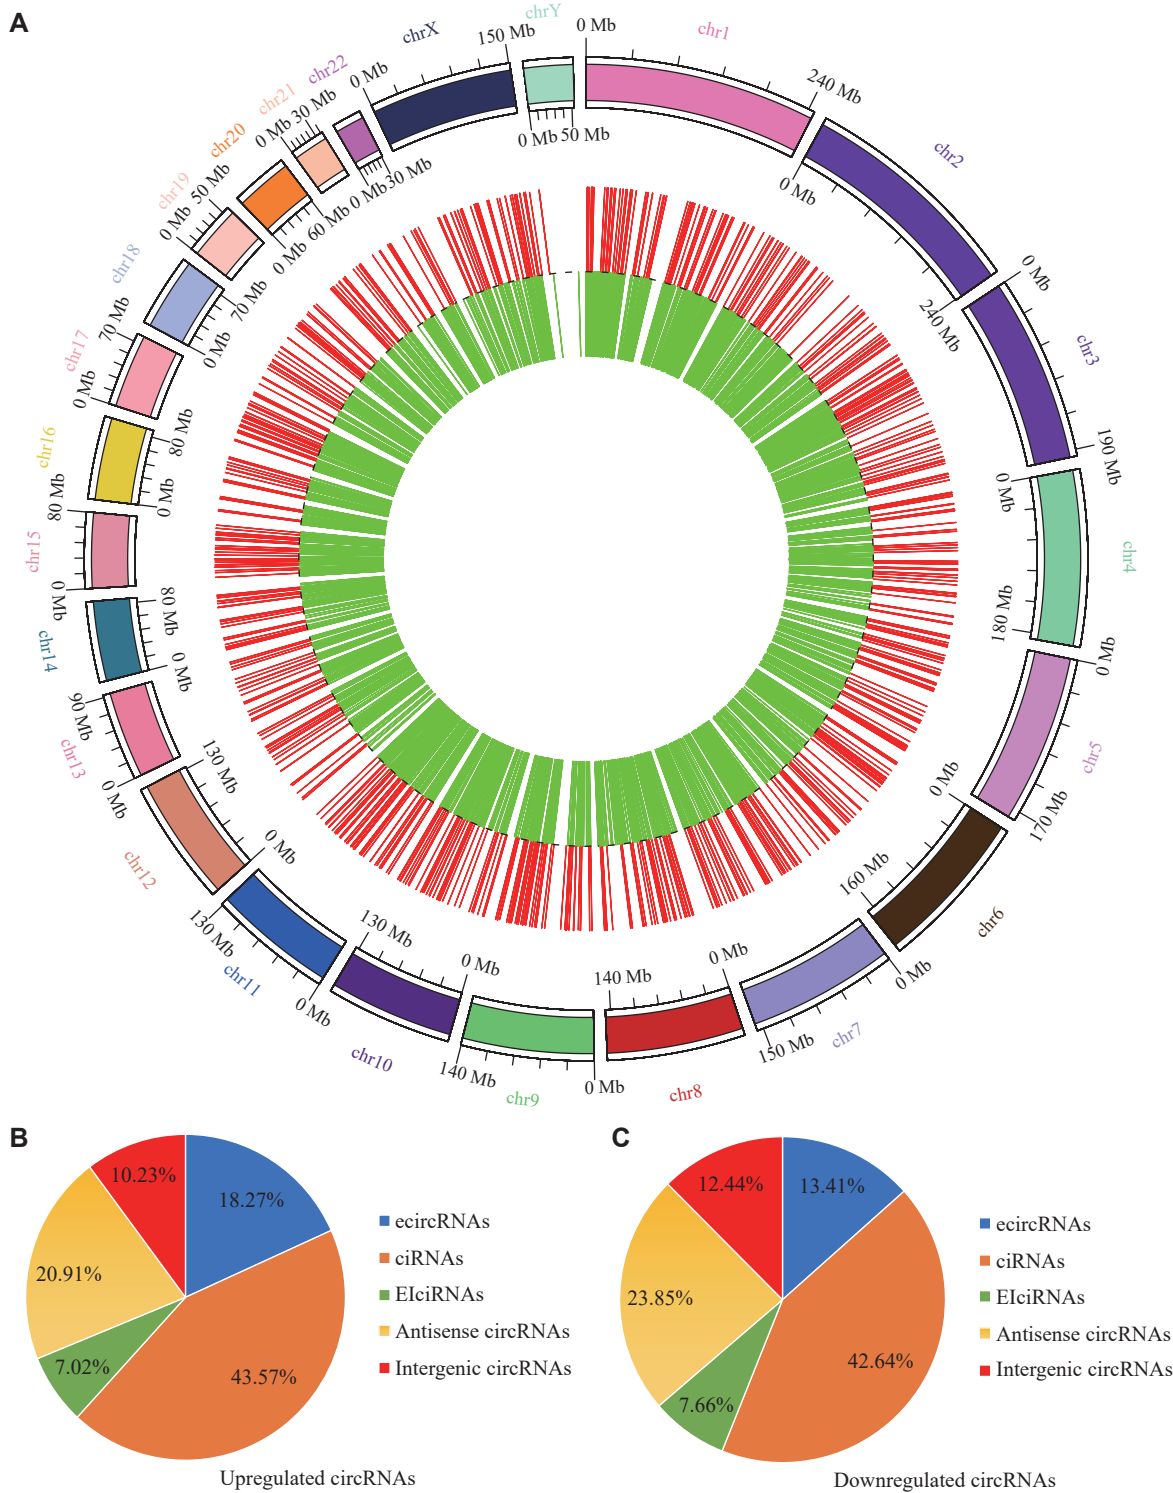 A
chrY
0 Mb
chr1
240 Mb
0 Mb
chr2
240 Mb
0 Mb
chr3
190 Mb
0 Mb
chr4
180 Mb
0 Mb
chr5
170 Mb
0 Mb
chr6
160 Mb
0 Mb
chr7
150 Mb
0 Mb
chr8
140 Mb
0 Mb
chr9
140 Mb
0 Mb
chr10
130 Mb
0 Mb
chr11
130 Mb
0 Mb
chr12
130 Mb
0 Mb
chr13
90 Mb
0 Mb
chr14
80 Mb
0 Mb
chr15
80 Mb
0 Mb
chr16
80 Mb
0 Mb
chr17
70 Mb
0 Mb
chr18
70 Mb
0 Mb
chr19
50 Mb
0 Mb
chr20
60 Mb
0 Mb
chr21
30 Mb
0 Mb
chr22
30 Mb
0 Mb
chrX
150 Mb
0 Mb
50 Mb
B
10.23%
18.27%
20.91%
7.02%
43.57%
ecircRNAs
ciRNAs
EIciRNAs
Antisense circRNAs
Intergenic circRNAs
Upregulated circRNAs
C
12.44%
13.41%
23.85%
7.66%
42.64%
ecircRNAs
ciRNAs
EIciRNAs
Antisense circRNAs
Intergenic circRNAs
Downregulated circRNAs